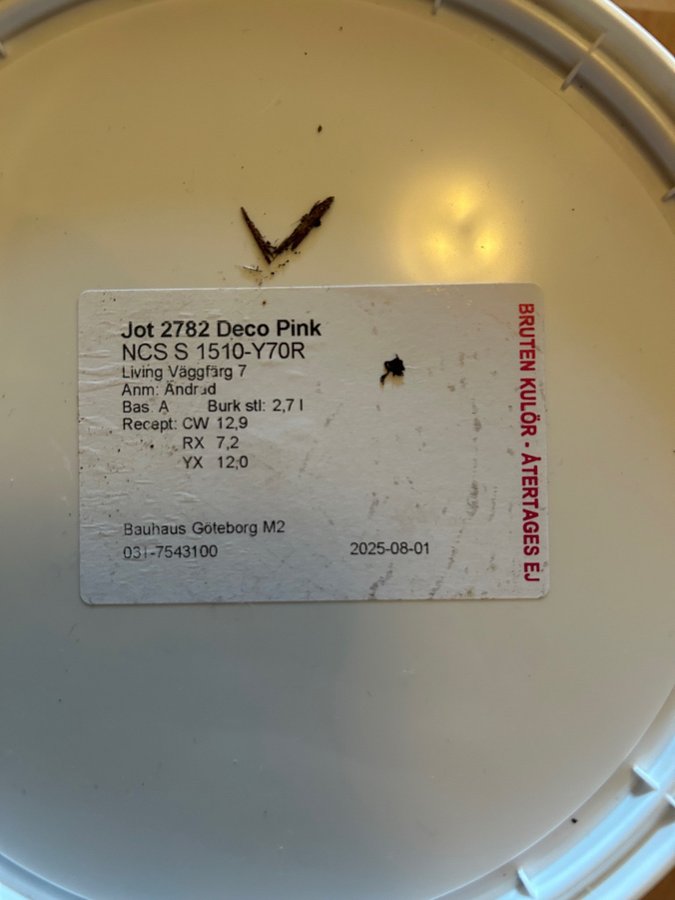 Jot 2782 Deco Pink
NCS S 1510-Y70R
Living Väggfärg 7
Anm: Ändrad
Bas A Burk stl: 2,7 l
Recept: CW 12,9
RX 7,2
YX 12,0
Bauhaus Göteborg M2
031-7543100 2025-08-01
BRUTEN KULÖR - ÅTERTAGES EJ